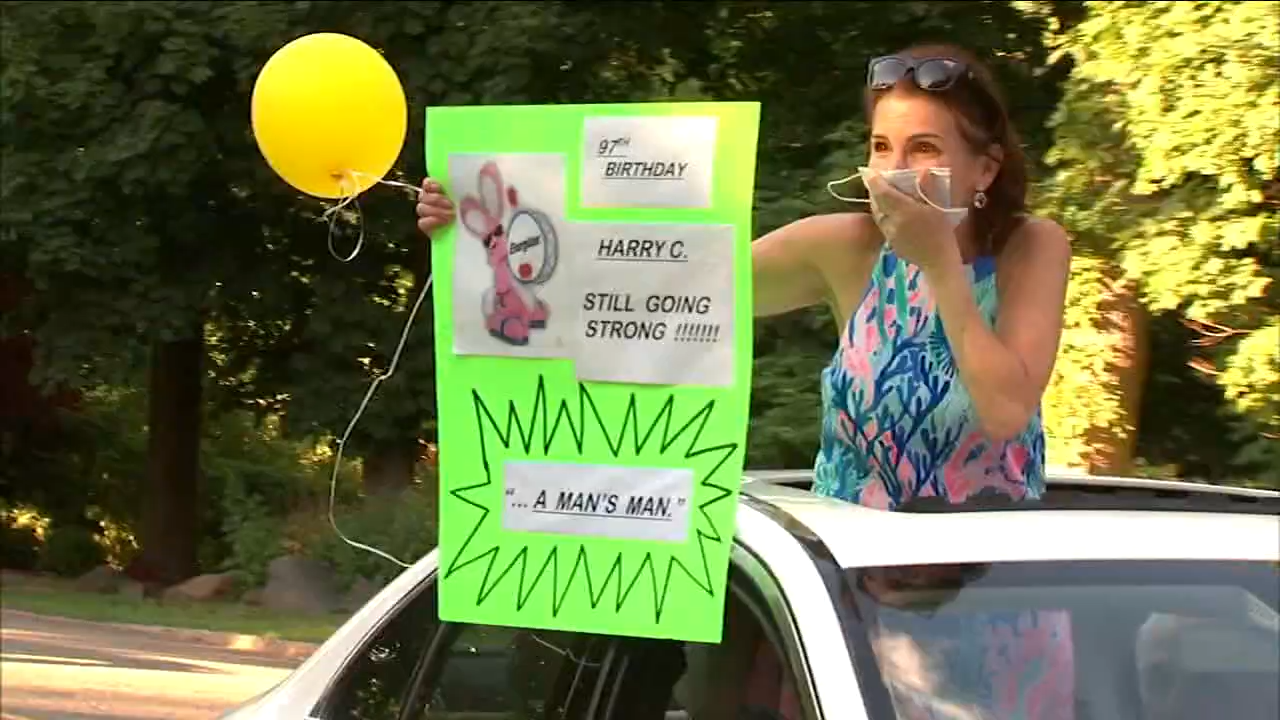 97TH
BIRTHDAY
Energizer
HARRY C.
STILL GOING
STRONG !!!!!!!
"... A MAN'S MAN."